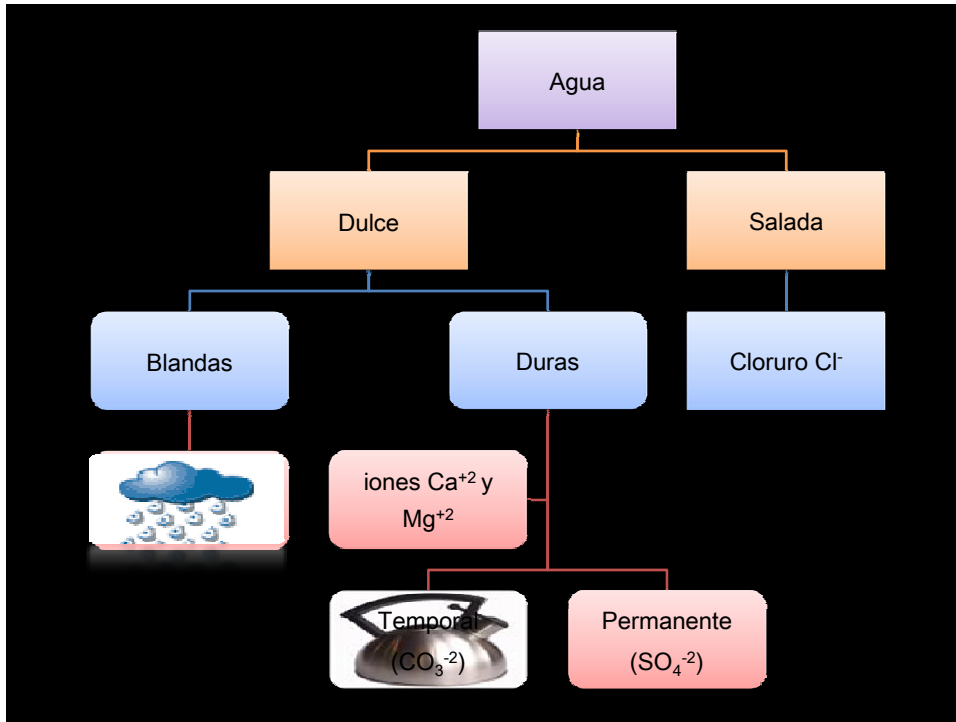 Agua
Dulce
Salada
Blandas
Duras
Cloruro Cl⁻
iones Ca⁺² y
Mg⁺²
Temporal
(CO₃⁻²)
Permanente
(SO₄⁻²)